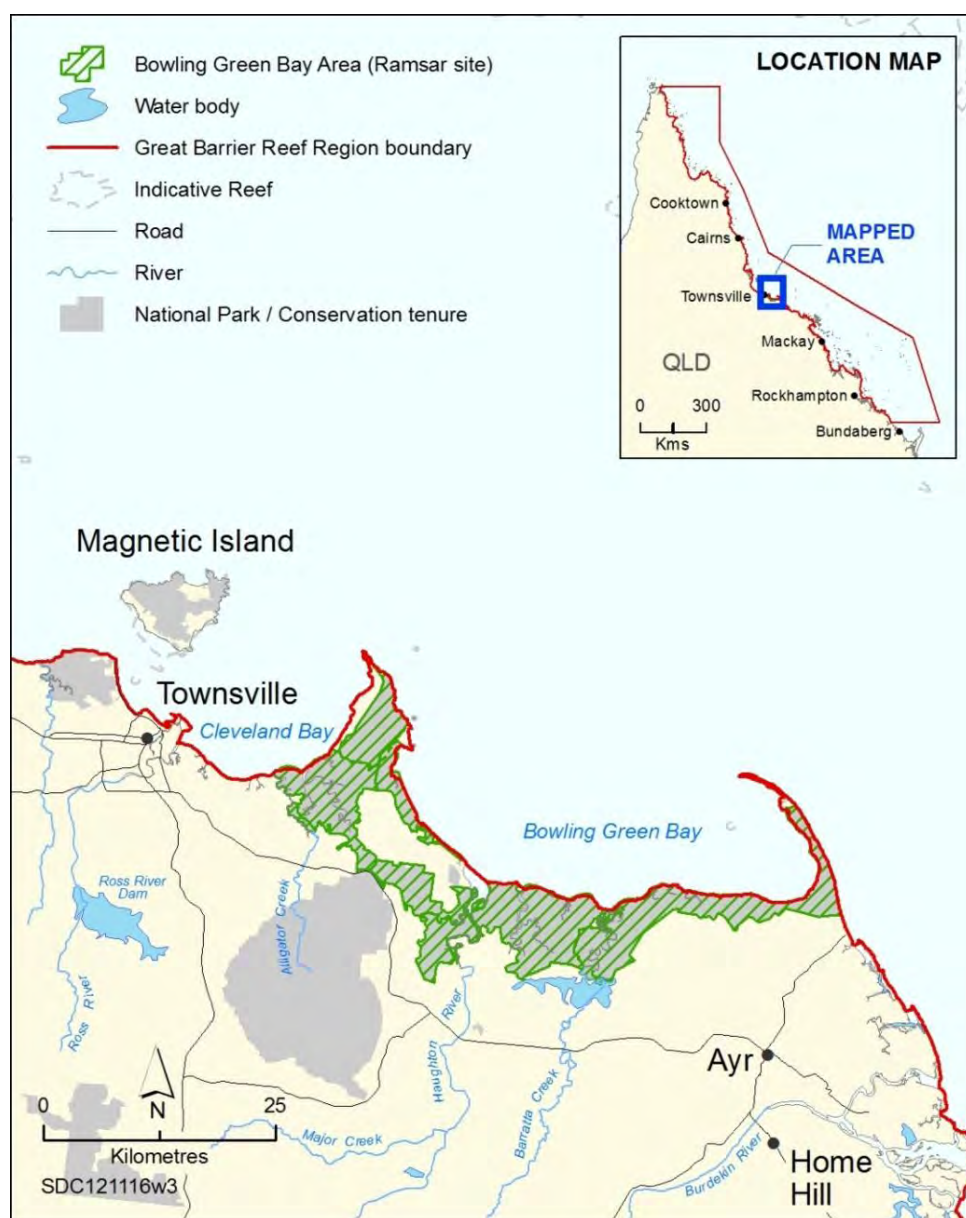 Bowling Green Bay Area (Ramsar site)
Water body
Great Barrier Reef Region boundary
Indicative Reef
Road
River
National Park / Conservation tenure
LOCATION MAP
Cooktown
Cairns
MAPPED
AREA
Townsville
Mackay
QLD
Rockhampton
0 300
Kms
Bundaberg
Magnetic Island
Townsville
Cleveland Bay
Bowling Green Bay
Ross River
Dam
Alligator Creek
Ross River
Haughton River
Barratta Creek
Major Creek
Ayr
Burdekin River
Home
Hill
N
0 25
Kilometres
SDC121116w3